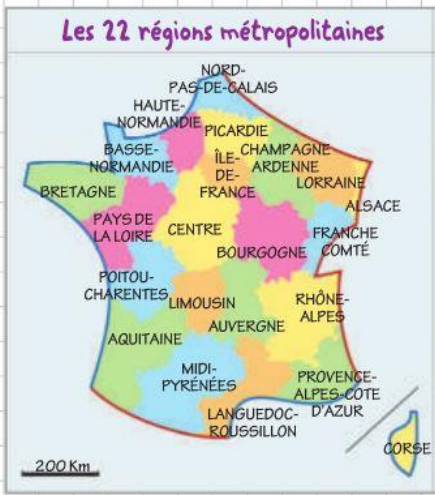 Les 22 régions métropolitaines
NORD-
PAS-DE-CALAIS
HAUTE-
NORMANDIE
PICARDIE
BASSE-
NORMANDIE
ÎLE-
DE-
FRANCE
CHAMPAGNE
ARDENNE
LORRAINE
ALSACE
BRETAGNE
PAYS DE
LA LOIRE
CENTRE
BOURGOGNE
FRANCHE
COMTÉ
POITOU-
CHARENTES
LIMOUSIN
AUVERGNE
RHÔNE-
ALPES
AQUITAINE
MIDI-
PYRÉNÉES
LANGUEDOC-
ROUSSILLON
PROVENCE-
ALPES-COTE
D'AZUR
CORSE
200 Km